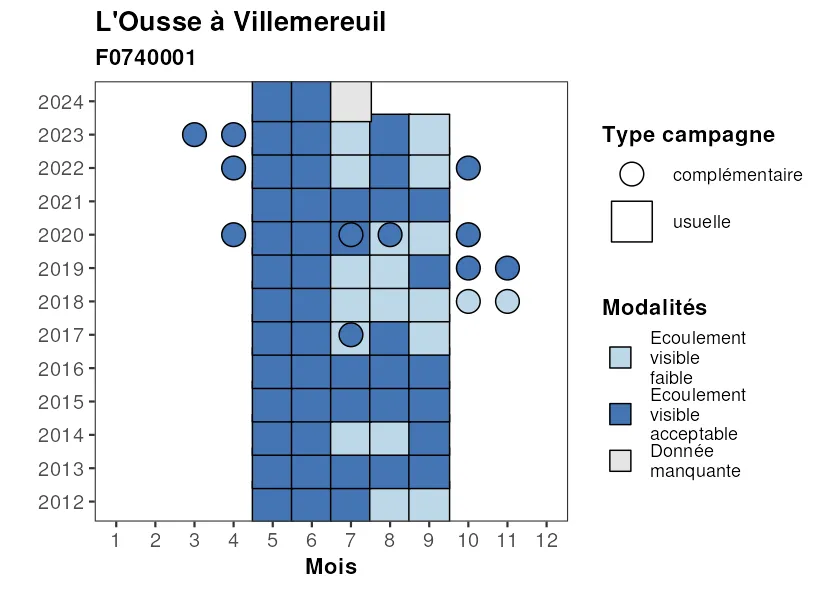 L'Ousse à Villemereuil
F0740001
2024
2023
2022
2021
2020
2019
2018
2017
2016
2015
2014
2013
2012
1 2 3 4 5 6 7 8 9 10 11 12
Mois
Type campagne
complémentaire
usuelle
Modalités
Ecoulement
visible
faible
Ecoulement
visible
acceptable
Donnée
manquante